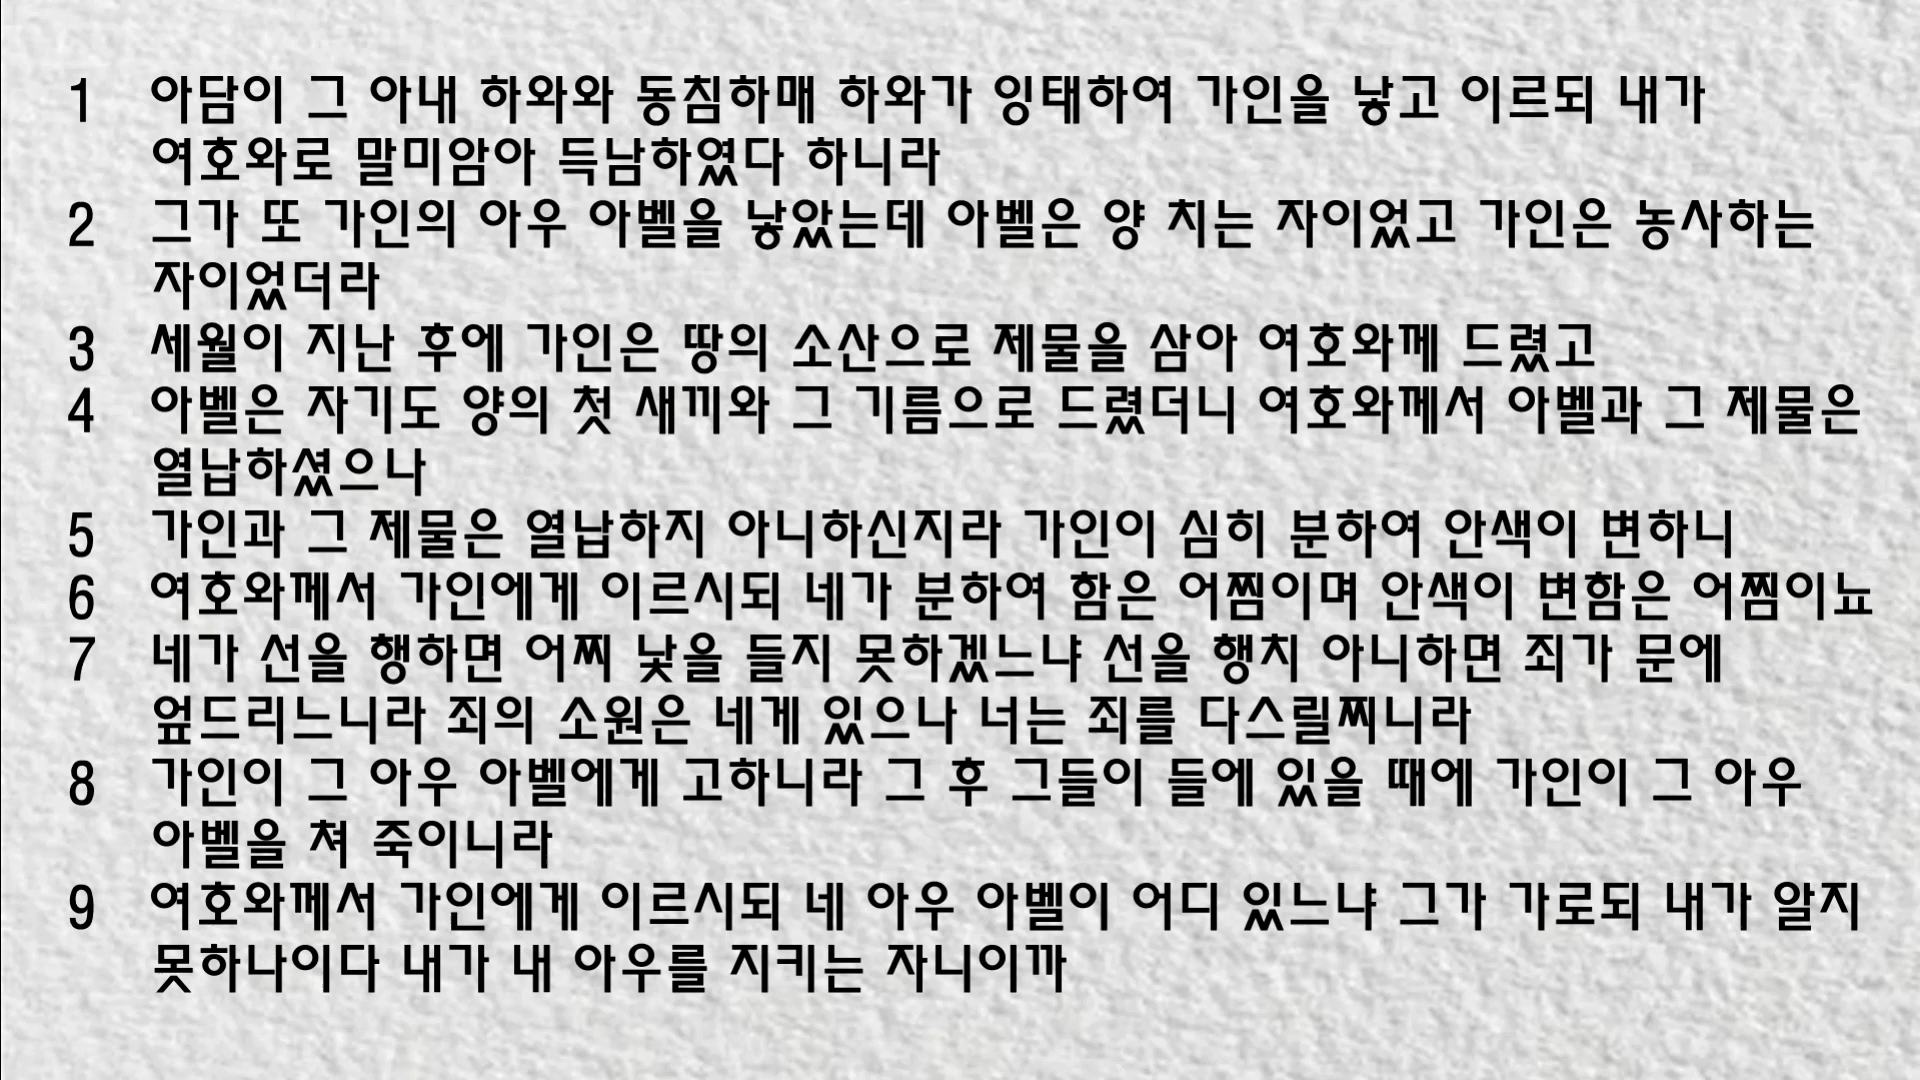 1 아담이 그 아내 하와와 동침하매 하와가 잉태하여 가인을 낳고 이르되 내가
여호와로 말미암아 득남하였다 하니라
2 그가 또 가인의 아우 아벨을 낳았는데 아벨은 양 치는 자이었고 가인은 농사하는
자이었더라
3 세월이 지난 후에 가인은 땅의 소산으로 제물을 삼아 여호와께 드렸고
4 아벨은 자기도 양의 첫 새끼와 그 기름으로 드렸더니 여호와께서 아벨과 그 제물은
열납하셨으나
5 가인과 그 제물은 열납하지 아니하신지라 가인이 심히 분하여 안색이 변하니
6 여호와께서 가인에게 이르시되 네가 분하여 함은 어찜이며 안색이 변함은 어찜이뇨
7 네가 선을 행하면 어찌 낯을 들지 못하겠느냐 선을 행치 아니하면 죄가 문에
엎드리느니라 죄의 소원은 네게 있으나 너는 죄를 다스릴찌니라
8 가인이 그 아우 아벨에게 고하니라 그 후 그들이 들에 있을 때에 가인이 그 아우
아벨을 쳐 죽이니라
9 여호와께서 가인에게 이르시되 네 아우 아벨이 어디 있느냐 그가 가로되 내가 알지
못하나이다 내가 내 아우를 지키는 자니이까